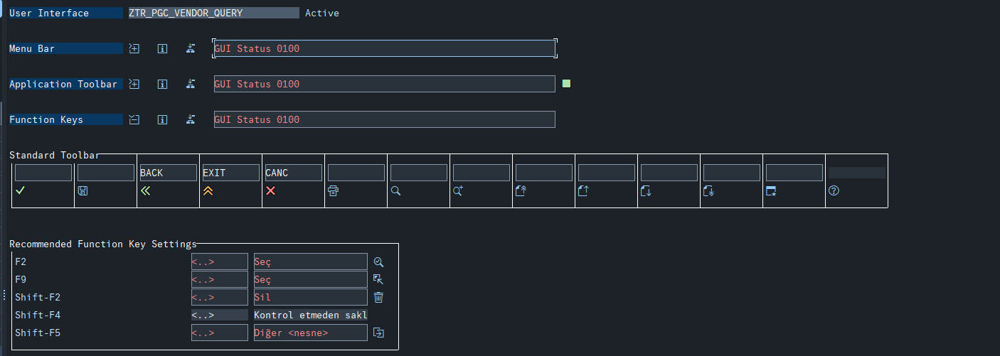 User Interface ZTR_PGC_VENDOR_QUERY Active
Menu Bar GUI Status 0100
Application Toolbar GUI Status 0100
Function Keys GUI Status 0100
Standard Toolbar
BACK EXIT CANC
Recommended Function Key Settings
F2 <..> Seç
F9 <..> Seç
Shift-F2 <..> Sil
Shift-F4 <..> Kontrol etmeden sakl
Shift-F5 <..> Diğer <nesne>